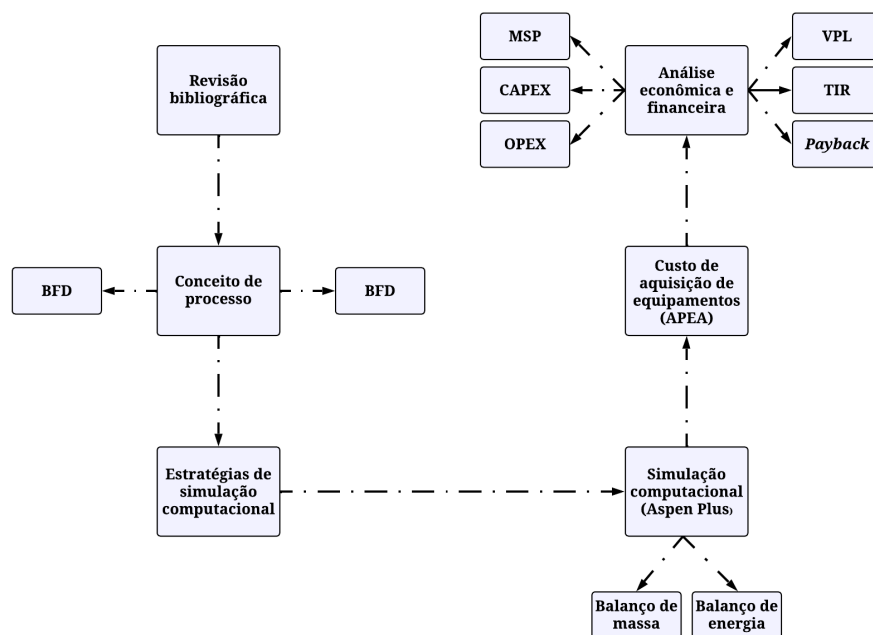 MSP
VPL
Revisão
bibliográfica
CAPEX
Análise
econômica e
financeira
TIR
OPEX
Payback
BFD
Conceito de
processo
BFD
Custo de
aquisição de
equipamentos
(APEA)
Estratégias de
simulação
computacional
Simulação
computacional
(Aspen Plus)
Balanço de
massa
Balanço de
energia